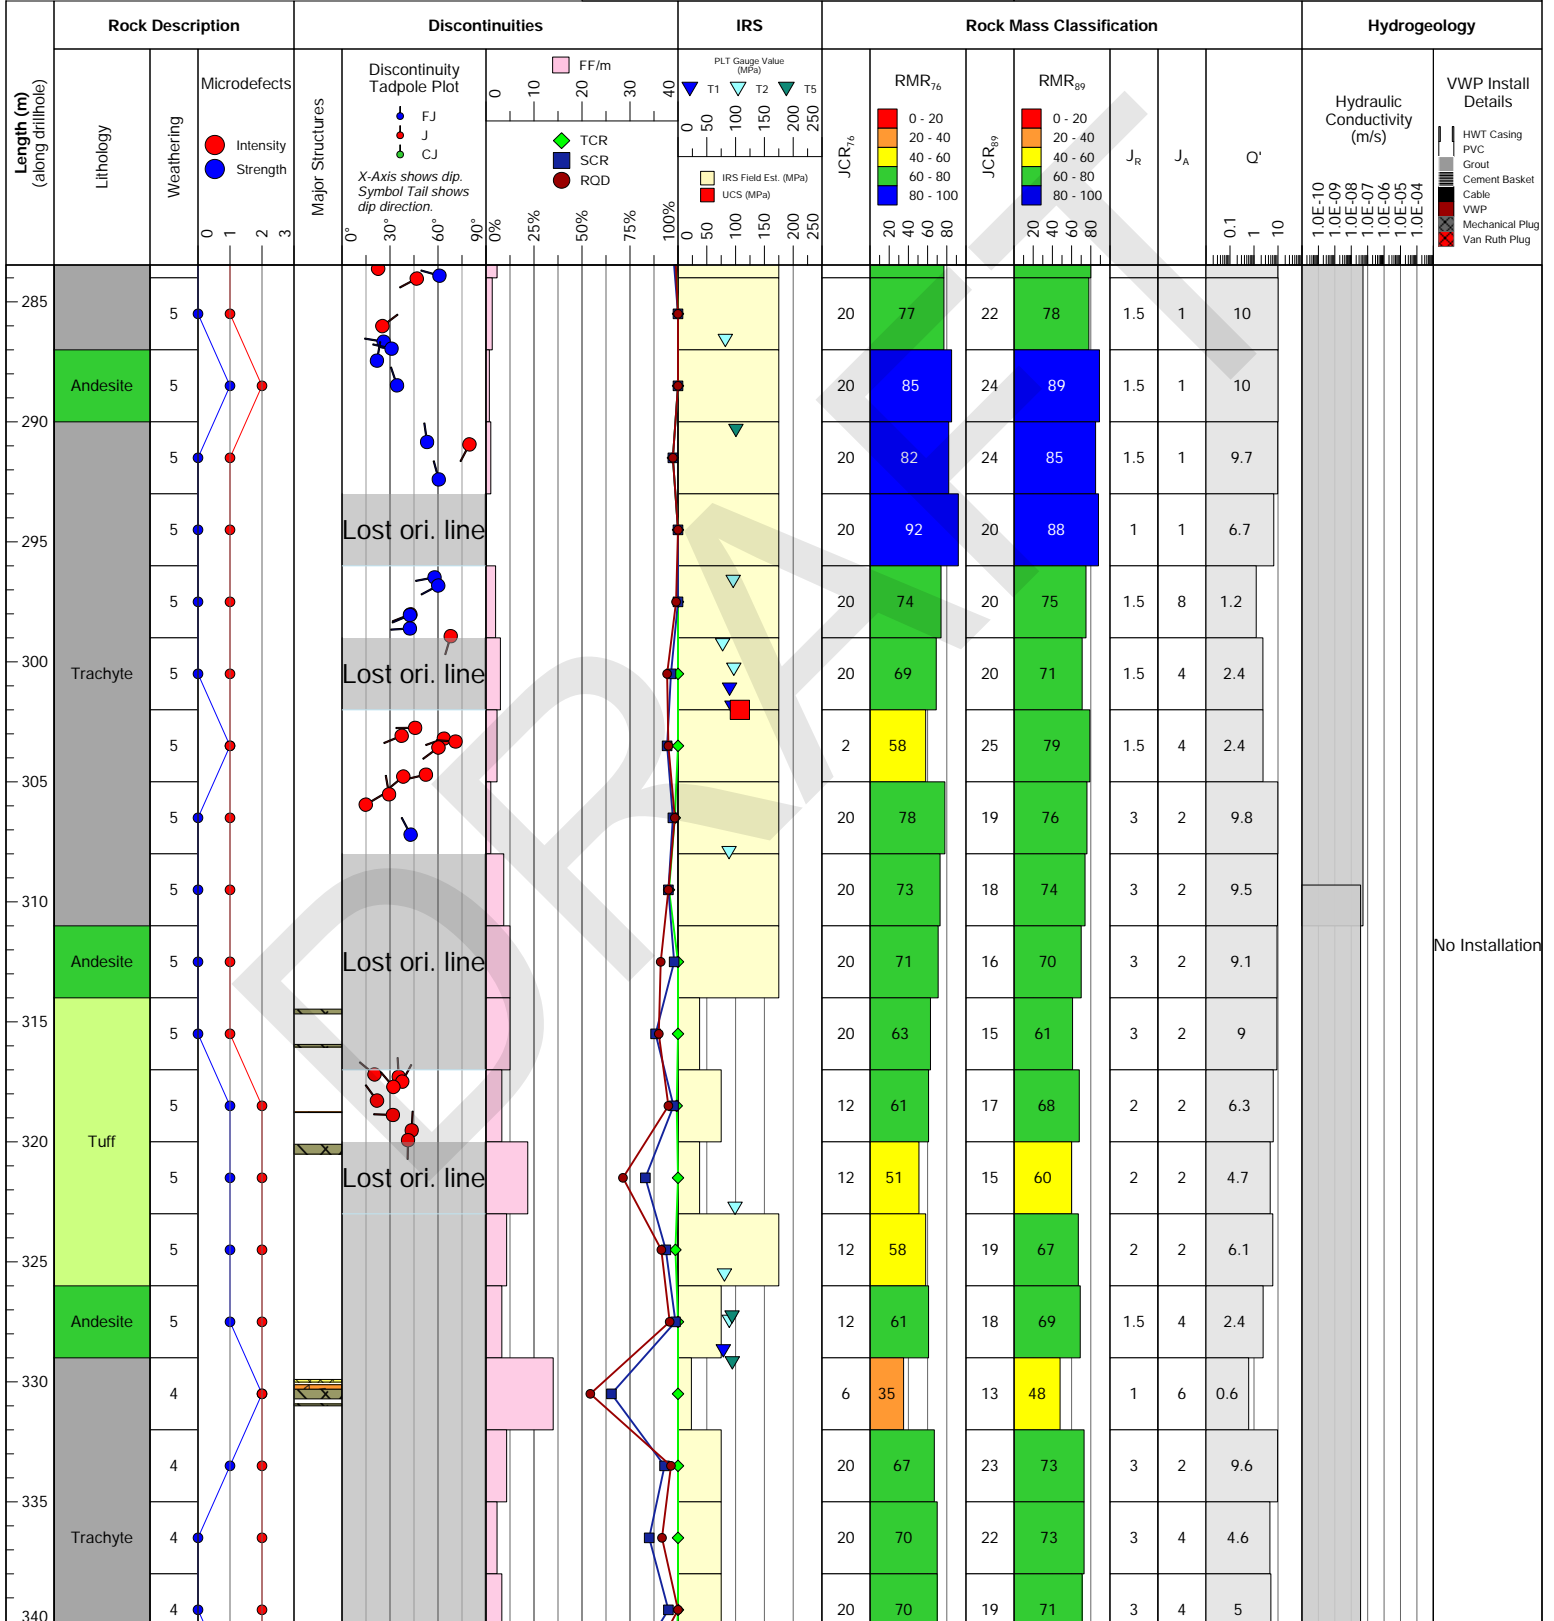 Rock Description
Discontinuities
IRS
Rock Mass Classification
Hydrogeology
Length (m)
(along drillhole)
Lithology
Weathering
Microdefects
Intensity
Strength
0 1 2 3
Major Structures
Discontinuity
Tadpole Plot
FJ
J
CJ
X-Axis shows dip.
Symbol Tail shows
dip direction.
0° 30° 60° 90°
FF/m
0 10 20 30 40
TCR
SCR
RQD
0% 25% 50% 75% 100%
PLT Gauge Value
(MPa)
T1 T2 T5
0 50 100 150 200 250
IRS Field Est. (MPa)
UCS (MPa)
0 50 100 150 200 250
JCR76
RMR76
0 - 20
20 - 40
40 - 60
60 - 80
80 - 100
20 40 60 80
JCR89
RMR89
0 - 20
20 - 40
40 - 60
60 - 80
80 - 100
20 40 60 80
JR
JA
Q'
0.1 1 10
Hydraulic
Conductivity
(m/s)
1.0E-10 1.0E-09 1.0E-08 1.0E-07 1.0E-06 1.0E-05 1.0E-04
VWP Install
Details
HWT Casing
PVC
Grout
Cement Basket
Cable
VWP
Mechanical Plug
Van Ruth Plug
285
5 20 77 22 78 1.5 1 10
Andesite 5 20 85 24 89 1.5 1 10
290
5 20 82 24 85 1.5 1 9.7
295
5 Lost ori. line 20 92 20 88 1 1 6.7
5 20 74 20 75 1.5 8 1.2
300
Trachyte 5 Lost ori. line 20 69 20 71 1.5 4 2.4
5 2 58 25 79 1.5 4 2.4
305
5 20 78 19 76 3 2 9.8
5 20 73 18 74 3 2 9.5
310
Andesite 5 Lost ori. line 20 71 16 70 3 2 9.1
No Installation
315
5 20 63 15 61 3 2 9
5 12 61 17 68 2 2 6.3
320
Tuff
5 Lost ori. line 12 51 15 60 2 2 4.7
325
5 12 58 19 67 2 2 6.1
Andesite 5 12 61 18 69 1.5 4 2.4
330
4 6 35 13 48 1 6 0.6
4 20 67 23 73 3 2 9.6
335
Trachyte 4 20 70 22 73 3 4 4.6
340
4 20 70 19 71 3 4 5
DRAFT